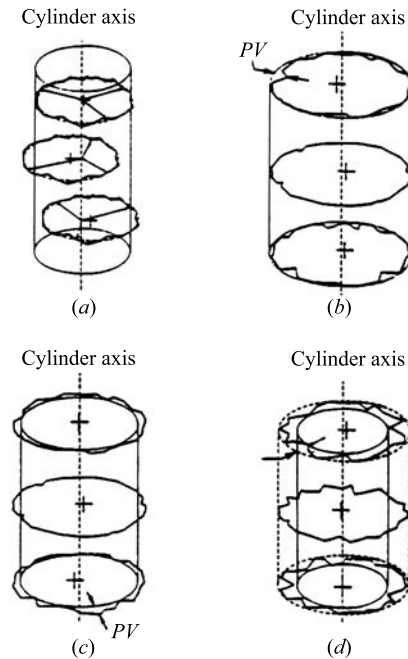 Cylinder axis
Cylinder axis
PV
(a)
(b)
Cylinder axis
Cylinder axis
PV
(c)
(d)